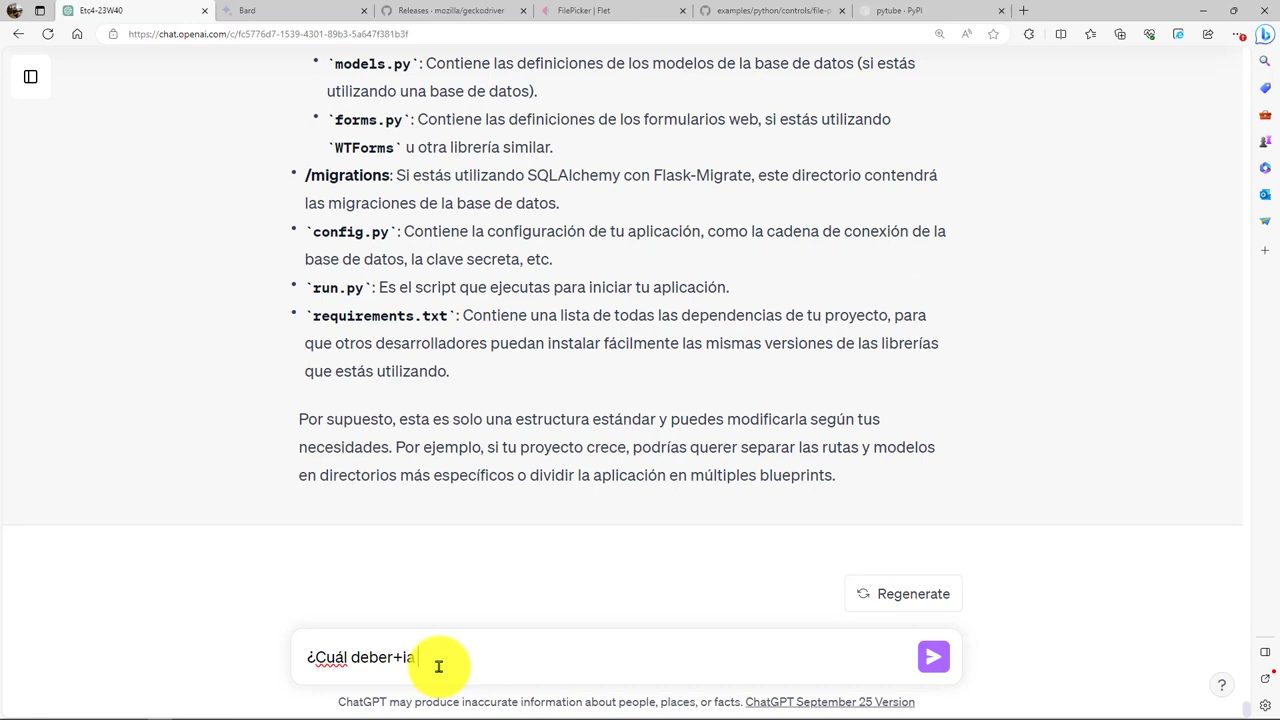 Etc4-23W40
Bard
Releases · mozilla/geckodriver
FilePicker | Flet
examples/python/controls/file-p
pytube · PyPI
https://chat.openai.com/c/fc5776d7-1539-4301-89b3-5a647f381b3f
`models.py`: Contiene las definiciones de los modelos de la base de datos (si estás
utilizando una base de datos).
`forms.py`: Contiene las definiciones de los formularios web, si estás utilizando
`WTForms` u otra librería similar.
/migrations: Si estás utilizando SQLAlchemy con Flask-Migrate, este directorio contendrá
las migraciones de la base de datos.
`config.py`: Contiene la configuración de tu aplicación, como la cadena de conexión de la
base de datos, la clave secreta, etc.
`run.py`: Es el script que ejecutas para iniciar tu aplicación.
`requirements.txt`: Contiene una lista de todas las dependencias de tu proyecto, para
que otros desarrolladores puedan instalar fácilmente las mismas versiones de las librerías
que estás utilizando.
Por supuesto, esta es solo una estructura estándar y puedes modificarla según tus
necesidades. Por ejemplo, si tu proyecto crece, podrías querer separar las rutas y modelos
en directorios más específicos o dividir la aplicación en múltiples blueprints.
Regenerate
¿Cuál deber+ia
ChatGPT may produce inaccurate information about people, places, or facts. ChatGPT September 25 Version
?